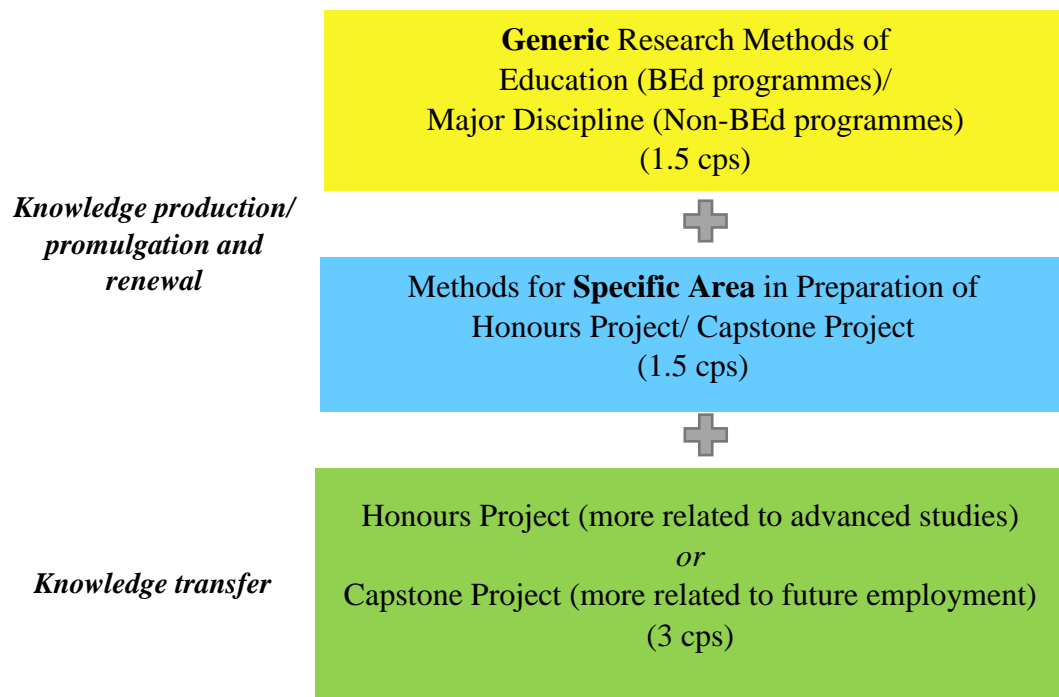 Generic Research Methods of
Education (BEd programmes)/
Major Discipline (Non-BEd programmes)
(1.5 cps)
Knowledge production/
promulgation and
renewal
Methods for Specific Area in Preparation of
Honours Project/ Capstone Project
(1.5 cps)
Honours Project (more related to advanced studies)
or
Knowledge transfer
Capstone Project (more related to future employment)
(3 cps)